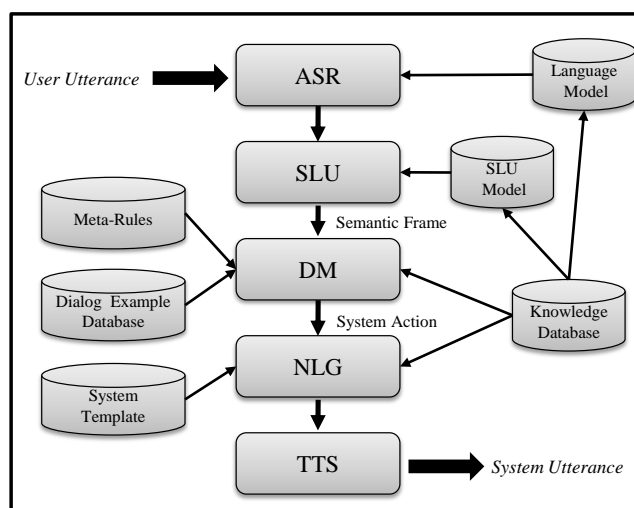 User Utterance
ASR
Language
Model
SLU
SLU
Model
Meta-Rules
Semantic Frame
DM
Dialog Example
Database
Knowledge
Database
System Action
NLG
System
Template
TTS
System Utterance